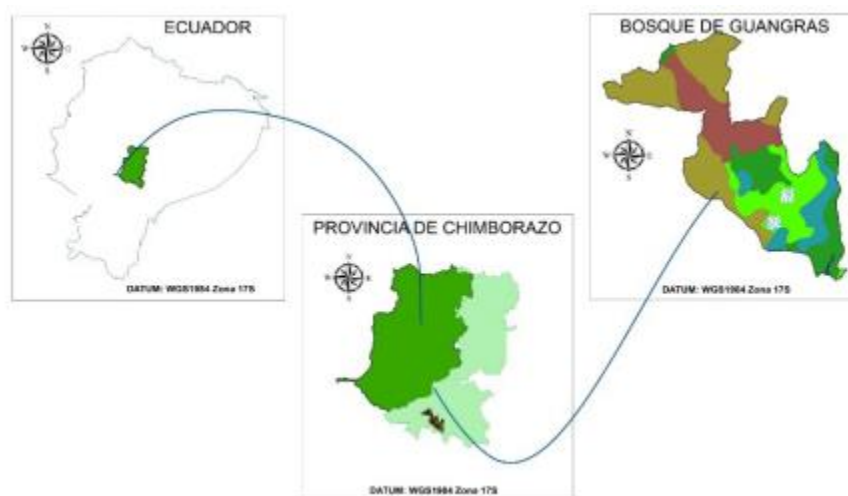 ECUADOR
N
W
O
S
DATUM: WGS1984 Zona 17S
PROVINCIA DE CHIMBORAZO
N
S
DATUM: WGS1984 Zona 17S
BOSQUE DE GUANGRAS
N
O
S
DATUM: WGS1984 Zona 17S